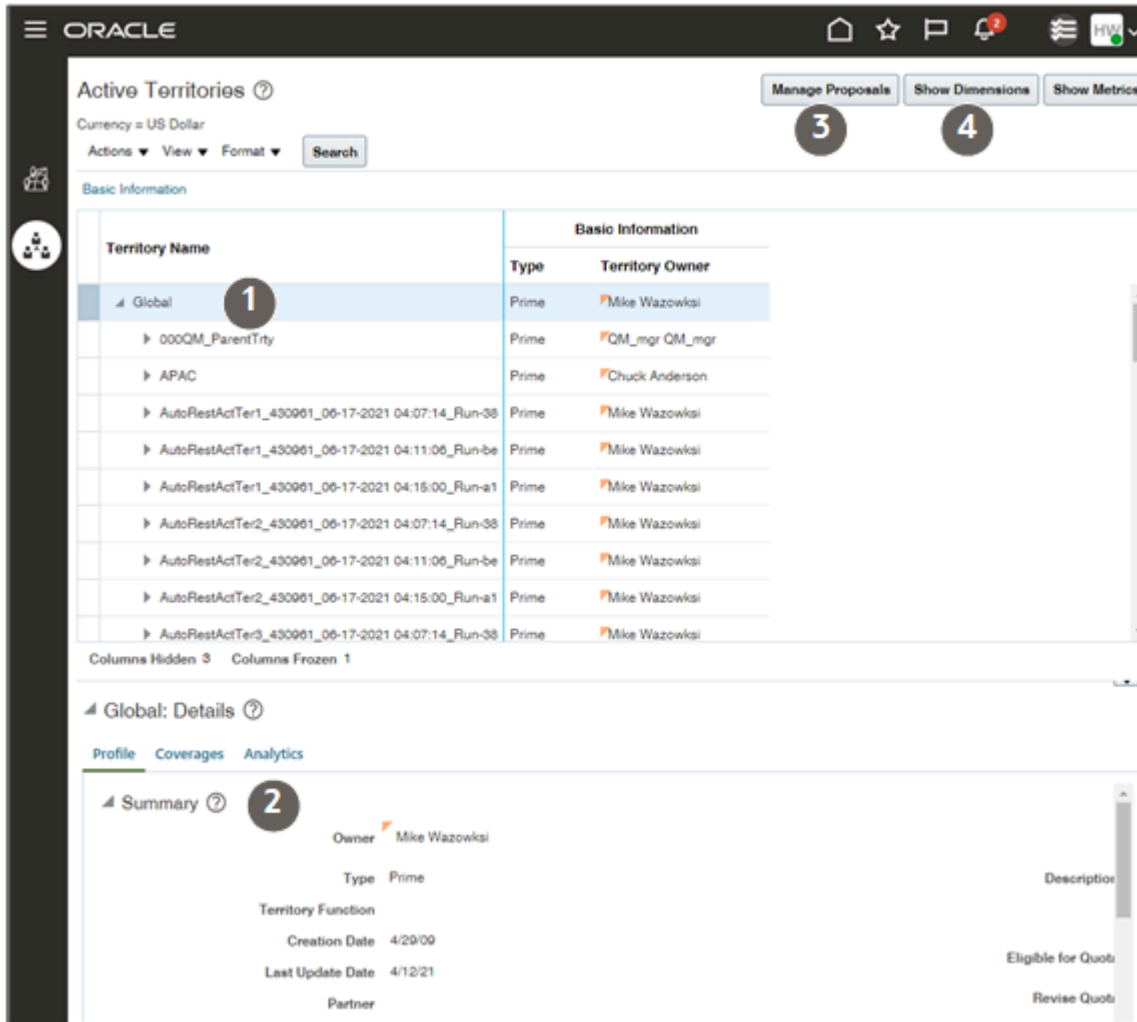 ORACLE
2
HW
Active Territories
Manage Proposals Show Dimensions Show Metrics
3 4
Currency = US Dollar
Actions View Format Search
Basic Information
Territory Name Basic Information
Type Territory Owner
1
Global Prime Mike Wazowksi
000QM_ParentTrty Prime QM_mgr QM_mgr
APAC Prime Chuck Anderson
AutoRestActTer1_430961_06-17-2021 04:07:14_Run-38 Prime Mike Wazowksi
AutoRestActTer1_430961_06-17-2021 04:11:06_Run-be Prime Mike Wazowksi
AutoRestActTer1_430961_06-17-2021 04:15:00_Run-a1 Prime Mike Wazowksi
AutoRestActTer2_430961_06-17-2021 04:07:14_Run-38 Prime Mike Wazowksi
AutoRestActTer2_430961_06-17-2021 04:11:06_Run-be Prime Mike Wazowksi
AutoRestActTer2_430961_06-17-2021 04:15:00_Run-a1 Prime Mike Wazowksi
AutoRestActTer3_430961_06-17-2021 04:07:14_Run-38 Prime Mike Wazowksi
Columns Hidden 3 Columns Frozen 1
Global: Details
Profile Coverages Analytics
Summary 2
Owner Mike Wazowksi
Type Prime Description
Territory Function
Creation Date 4/29/09
Eligible for Quota
Last Update Date 4/12/21
Partner Revise Quota